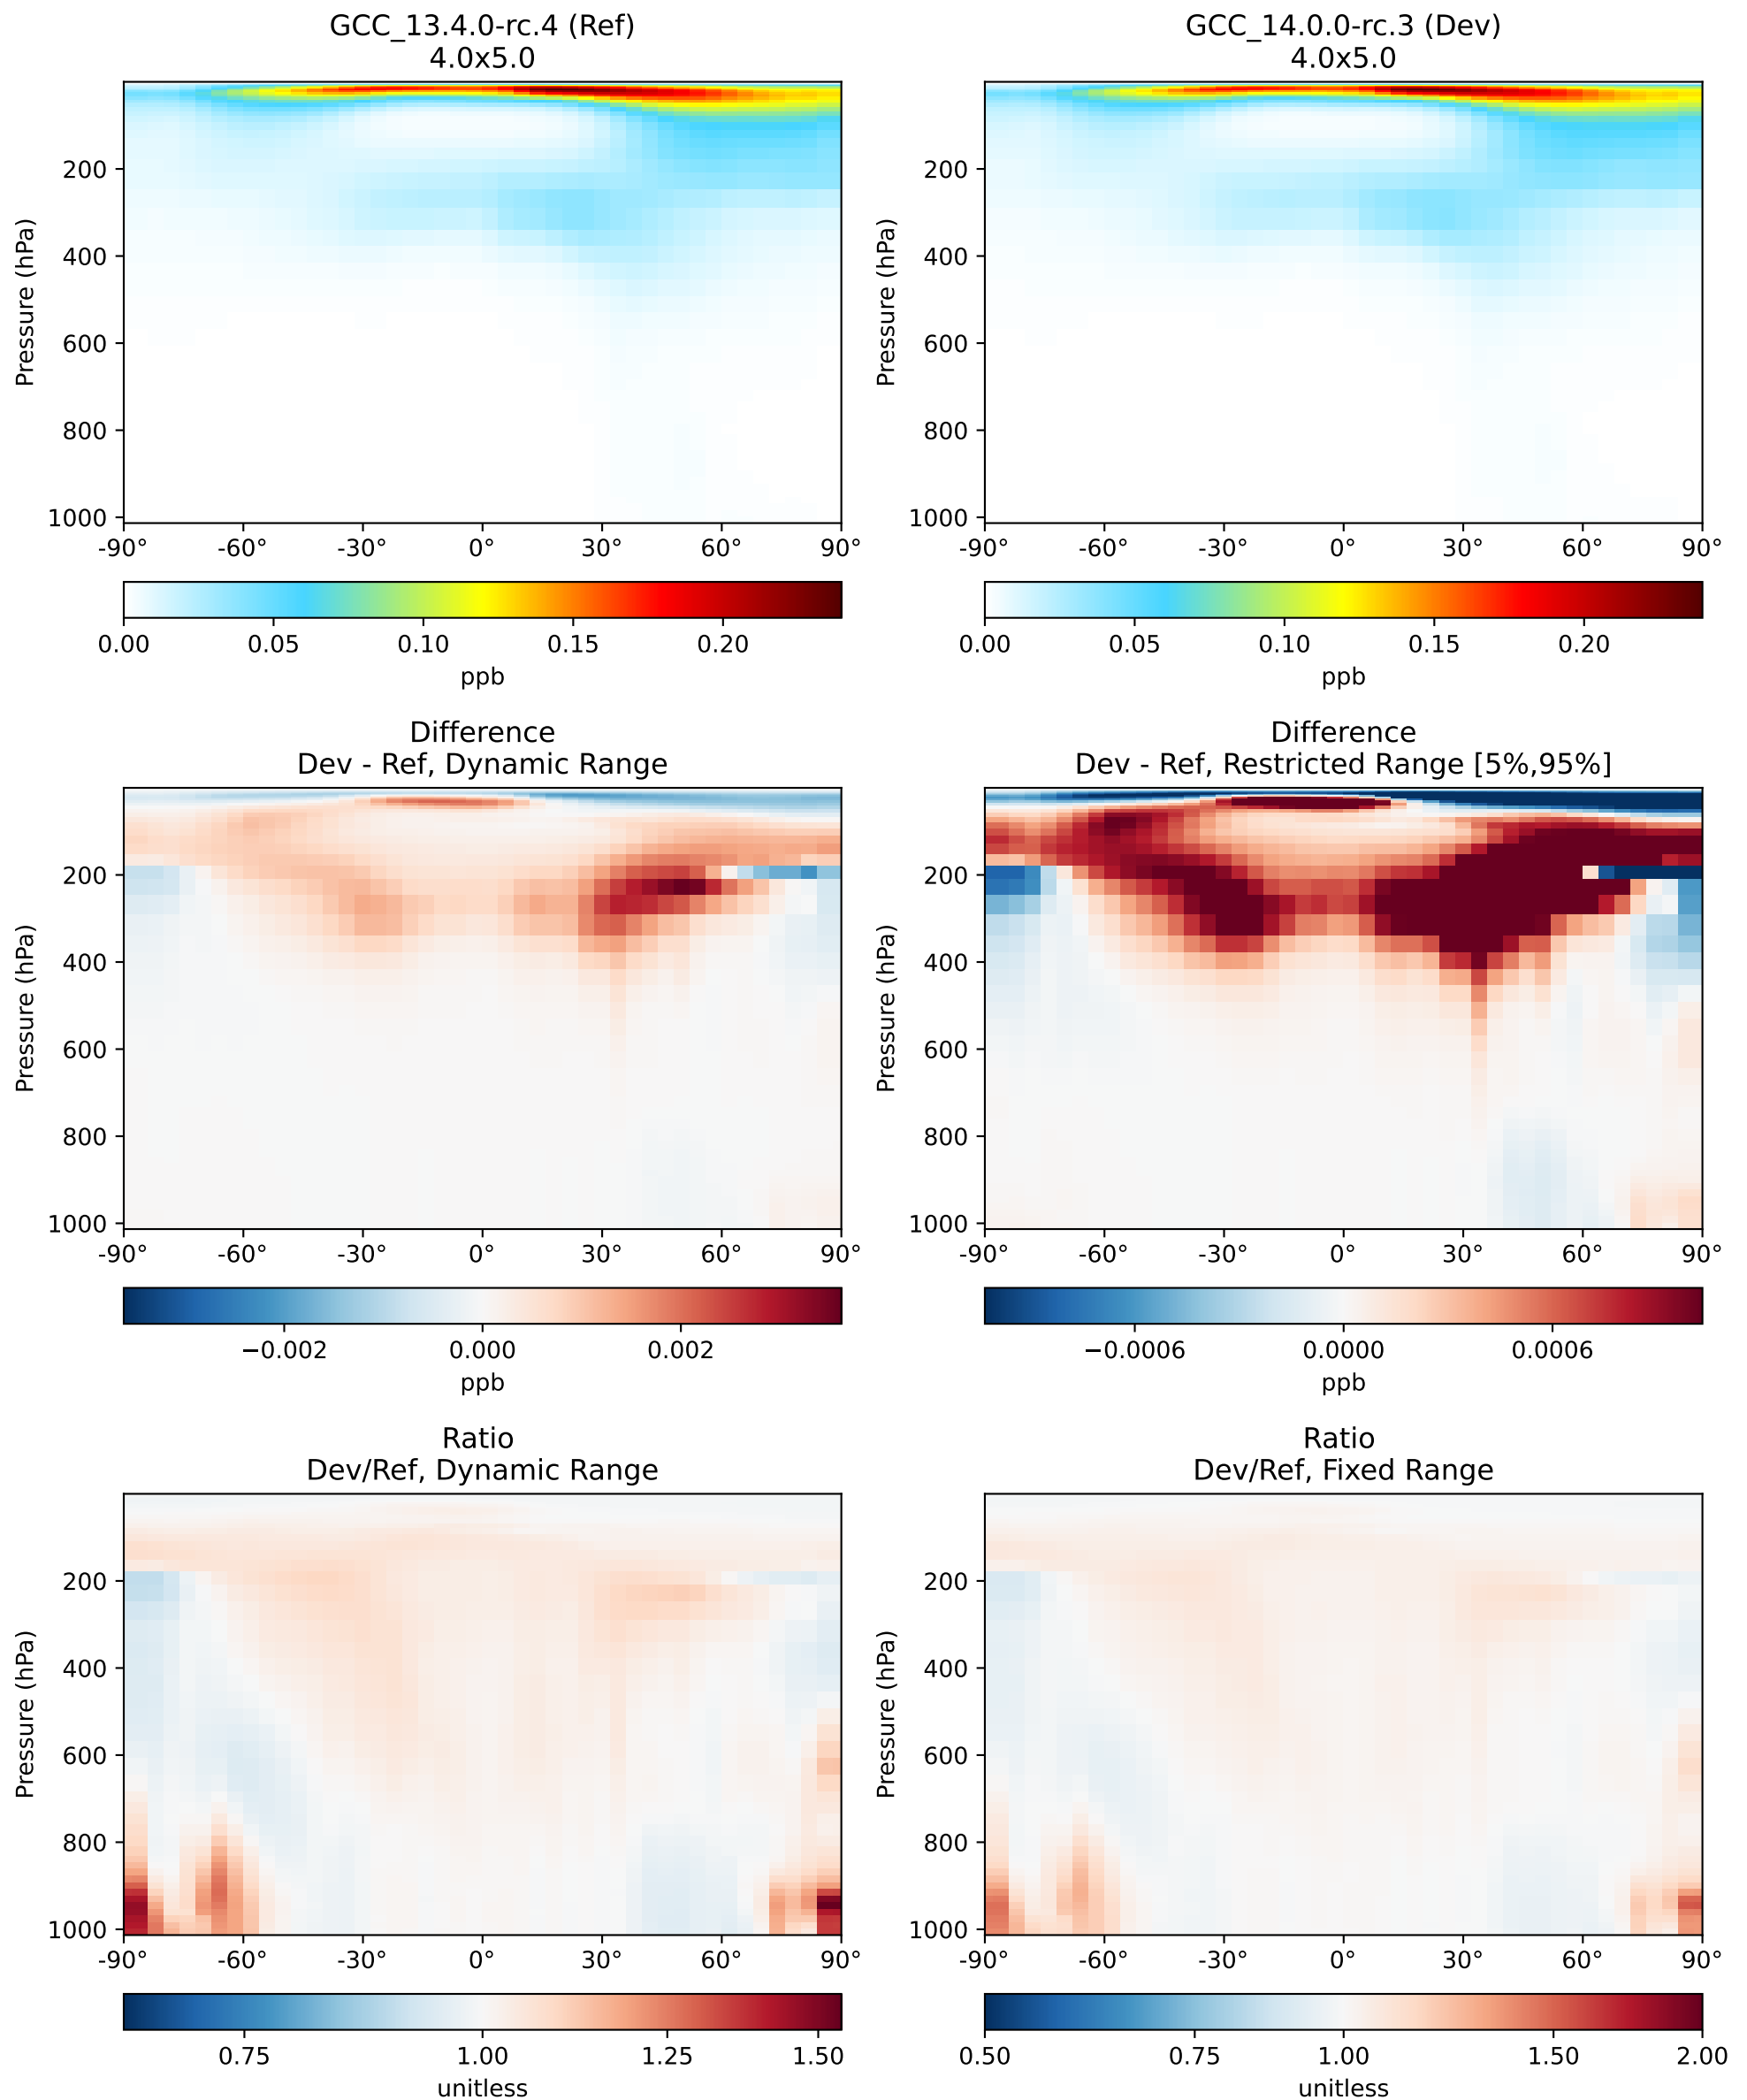 GCC_13.4.0-rc.4 (Ref)
4.0x5.0
Pressure (hPa)
200
400
600
800
1000
-90° -60° -30° 0° 30° 60° 90°
0.00 0.05 0.10 0.15 0.20
ppb
GCC_14.0.0-rc.3 (Dev)
4.0x5.0
Pressure (hPa)
200
400
600
800
1000
-90° -60° -30° 0° 30° 60° 90°
0.00 0.05 0.10 0.15 0.20
ppb
Difference
Dev - Ref, Dynamic Range
Pressure (hPa)
200
400
600
800
1000
-90° -60° -30° 0° 30° 60° 90°
−0.002 0.000 0.002
ppb
Difference
Dev - Ref, Restricted Range [5%,95%]
Pressure (hPa)
200
400
600
800
1000
-90° -60° -30° 0° 30° 60° 90°
−0.0006 0.0000 0.0006
ppb
Ratio
Dev/Ref, Dynamic Range
Pressure (hPa)
200
400
600
800
1000
-90° -60° -30° 0° 30° 60° 90°
0.75 1.00 1.25 1.50
unitless
Ratio
Dev/Ref, Fixed Range
Pressure (hPa)
200
400
600
800
1000
-90° -60° -30° 0° 30° 60° 90°
0.50 0.75 1.00 1.50 2.00
unitless